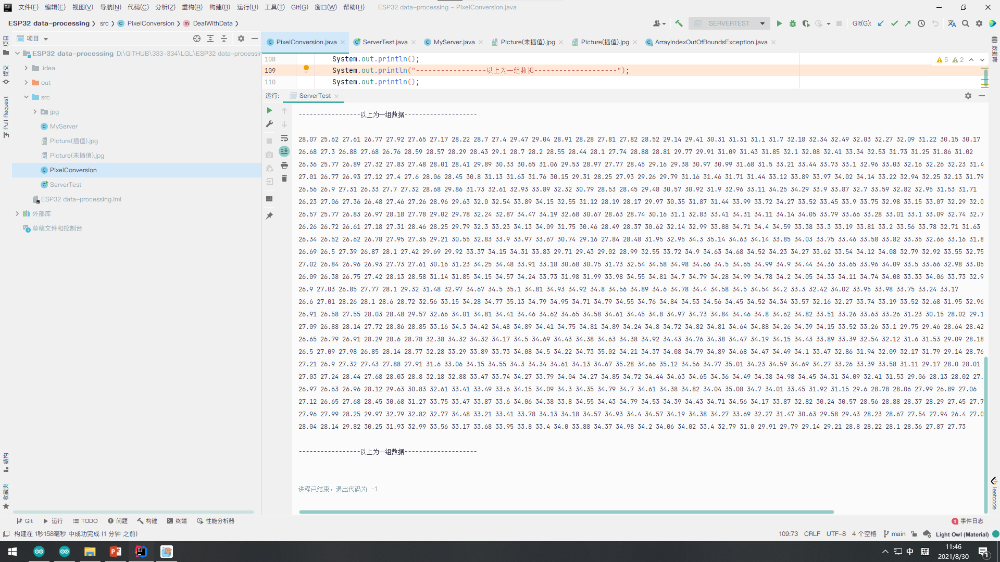 文件(F) 编辑(E) 视图(V) 导航(N) 代码(C) 分析(Z) 重构(R) 构建(B) 运行(U) 工具(T) Git(G) 窗口(W) 帮助(H) ESP32 data-processing - PixelConversion.java
ESP32 data-processing src PixelConversion DealWithData SERVERTEST Git(G):
项目 PixelConversion.java ServerTest.java MyServer.java Picture(未插值).jpg Picture(插值).jpg ArrayIndexOutOfBoundsException.java
项目
提交
Pull Request
结构
收藏夹
数据库
leetcode
ESP32 data-processing D:\GITHUB\333-334\LGL\ESP32 data-processin
.idea
out
src
jpg
MyServer
Picture(插值).jpg
Picture(未插值).jpg
PixelConversion
ServerTest
ESP32 data-processing.iml
外部库
草稿文件和控制台
108 System.out.println();
109 System.out.println("-----------------以上为一组数据--------------------");
110 System.out.println();
5 2
运行: ServerTest
-----------------以上为一组数据--------------------
28.07 25.62 27.61 26.77 27.92 27.65 27.17 28.22 28.7 27.4 29.47 29.04 28.91 28.28 27.81 27.82 28.52 29.14 29.41 30.31 31.31 31.1 31.7 32.18 32.34 32.49 32.03 32.27 32.09 31.22 30.15 30.17
26.68 27.3 26.88 27.68 26.76 28.59 28.57 28.29 28.43 29.1 28.7 28.2 28.55 28.44 28.1 27.74 28.88 28.81 29.77 29.91 31.09 31.43 31.85 32.1 32.08 32.41 33.34 32.53 31.73 31.25 31.86 31.02
26.36 25.77 26.89 27.32 27.83 27.48 28.01 28.41 29.89 30.33 30.65 31.06 29.53 28.97 27.77 28.45 29.16 29.38 30.97 30.99 31.68 31.5 33.21 33.44 33.73 33.1 32.96 33.03 32.16 32.26 32.23 31.4
27.01 26.77 26.93 27.12 27.4 27.6 28.06 28.45 30.8 31.13 31.63 31.76 30.15 29.31 28.25 27.93 29.26 29.79 31.16 31.46 31.71 31.44 33.12 33.89 33.97 34.02 34.14 33.22 32.94 32.25 32.13 31.79
26.56 26.9 27.31 26.33 27.7 27.32 28.68 29.86 31.73 32.61 32.93 33.89 32.32 30.79 28.53 28.45 29.48 30.57 30.92 31.9 32.96 33.11 34.25 34.29 33.9 33.87 32.7 33.59 32.82 32.95 31.53 31.71
26.23 27.06 27.36 26.48 27.46 27.26 28.96 29.63 32.0 32.54 33.89 34.15 32.55 31.12 28.19 28.17 29.97 30.35 31.87 31.44 33.99 33.72 34.27 33.52 33.45 33.9 33.75 32.98 33.15 33.07 32.29 32.0
26.57 25.77 26.83 26.97 28.18 27.78 29.02 29.78 32.24 32.87 34.47 34.19 32.68 30.67 28.63 28.74 30.16 31.1 32.83 33.41 34.31 34.11 34.14 34.05 33.79 33.66 33.28 33.01 33.1 33.09 32.74 32.7
26.26 26.72 26.61 27.18 27.31 28.46 28.25 29.79 32.3 33.23 34.13 34.09 31.75 30.46 28.49 28.37 30.62 32.14 32.99 33.88 34.71 34.4 34.59 33.38 33.3 33.19 33.81 33.2 33.56 33.78 32.71 31.63
26.34 26.52 26.62 26.78 27.95 27.35 29.21 30.55 32.83 33.9 33.97 33.67 30.74 29.16 27.84 28.48 31.95 32.95 34.3 35.14 34.63 34.14 33.85 34.03 33.75 33.46 33.58 33.82 33.35 32.66 33.16 31.8
26.69 26.5 27.39 26.87 28.1 27.42 29.69 29.92 33.37 34.15 34.31 33.83 29.71 29.43 29.02 28.99 32.55 33.72 34.9 34.63 34.68 34.52 34.23 34.27 33.62 33.54 34.12 34.08 32.79 32.92 33.55 32.75
27.02 26.84 26.96 26.93 27.73 27.61 30.16 31.23 34.25 34.48 33.91 33.18 30.68 30.75 31.73 32.54 34.58 34.98 34.66 34.5 34.65 34.99 34.9 34.44 34.36 33.65 33.96 34.09 33.5 33.66 32.98 33.05
26.09 26.38 26.75 27.42 28.13 28.58 31.14 31.85 34.15 34.57 34.24 33.73 31.98 31.99 33.98 34.55 34.81 34.7 34.79 34.28 34.99 34.78 34.2 34.05 34.33 34.11 34.74 34.08 33.33 34.06 33.73 32.9
26.9 27.03 26.85 27.77 28.1 29.32 31.48 32.97 34.67 34.5 35.1 34.81 34.93 34.92 34.8 34.56 34.89 34.6 34.78 34.4 34.58 34.5 34.54 34.2 33.3 32.42 34.02 33.95 33.98 33.75 33.24 33.17
26.6 27.01 28.26 28.1 28.6 28.72 32.56 33.15 34.28 34.77 35.13 34.79 34.95 34.71 34.79 34.55 34.76 34.84 34.53 34.56 34.45 34.52 34.34 33.57 32.16 32.27 33.74 33.19 33.52 32.68 31.95 32.96
26.91 26.58 27.55 28.03 28.48 29.57 32.66 34.01 34.81 34.41 34.46 34.62 34.65 34.58 34.61 34.45 34.8 34.97 34.73 34.84 34.46 34.8 34.62 34.82 33.51 33.26 33.63 33.26 31.23 30.15 28.02 29.1
27.09 26.88 28.14 27.72 28.86 28.85 33.16 34.3 34.42 34.48 34.89 34.41 34.75 34.81 34.89 34.24 34.8 34.72 34.82 34.81 34.64 34.88 34.26 34.39 34.15 33.52 33.26 33.1 29.75 29.46 28.64 28.42
26.65 26.79 26.91 28.29 28.6 28.78 32.38 34.32 34.32 34.17 34.5 34.69 34.43 34.38 34.63 34.38 34.92 34.43 34.76 34.38 34.47 34.19 34.15 34.43 33.89 33.39 32.54 32.12 31.6 31.53 29.09 28.18
26.5 27.09 27.98 26.85 28.14 28.77 32.28 33.29 33.89 33.73 34.08 34.5 34.22 34.73 35.02 34.21 34.37 34.08 34.79 34.89 34.47 34.49 34.1 33.47 32.86 31.94 32.09 32.17 31.79 29.14 28.76
27.21 26.9 27.32 27.43 27.88 27.91 31.6 33.06 34.15 34.55 34.3 34.34 34.61 34.13 34.67 35.28 34.66 35.12 34.56 34.77 35.01 34.23 34.59 34.69 34.27 33.26 33.39 33.58 31.11 29.17 28.0 28.01
27.03 27.24 28.44 27.68 28.03 28.8 32.18 32.88 33.47 33.74 34.27 33.79 34.04 34.27 34.85 34.72 34.44 34.63 34.65 34.36 34.49 34.38 34.98 34.45 34.31 34.09 32.41 31.53 29.06 28.13 28.02 27.
26.97 26.63 26.96 28.12 29.63 30.83 32.61 33.41 33.49 33.6 34.15 34.09 34.3 34.35 34.79 34.7 34.61 34.38 34.82 34.04 35.08 34.7 34.01 33.45 31.92 31.15 29.6 28.78 28.06 27.99 26.89 27.06
27.12 26.65 27.68 28.45 30.68 31.27 33.75 33.47 33.87 33.6 34.06 34.38 33.8 34.55 34.43 34.79 34.53 34.39 34.43 34.71 34.56 34.17 33.87 32.82 30.24 30.57 28.56 28.88 28.37 28.29 27.45 27.7
27.96 27.99 28.25 29.97 32.79 32.82 32.77 34.48 33.21 33.41 33.78 34.13 34.18 34.57 34.93 34.4 34.57 34.19 34.38 34.27 33.69 32.27 31.47 30.63 29.58 29.43 28.23 28.67 27.54 27.94 26.4 27.0
28.04 28.14 29.82 30.25 31.93 32.99 33.56 33.17 33.68 33.95 33.8 33.4 34.0 33.88 34.37 34.98 34.2 34.06 34.02 33.4 32.79 31.0 29.91 29.79 29.14 29.21 28.8 28.22 28.1 28.36 27.87 27.73
-----------------以上为一组数据--------------------
进程已结束，退出代码为 -1
Git 运行 TODO 问题 构建 终端 性能分析器 1 事件日志
构建在 1秒158毫秒 中成功完成 (1 分钟 之前) 109:73 CRLF UTF-8 4 个空格 main Light Owl (Material)
中 拼 11:46
2021/8/30
1